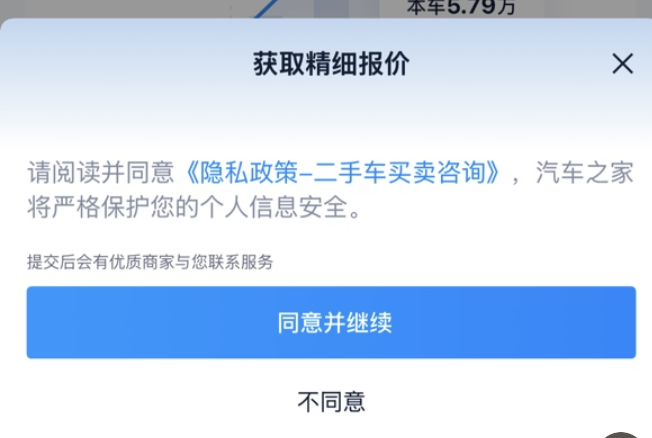 本车5.79万
获取精细报价
请阅读并同意《隐私政策-二手车买卖咨询》，汽车之家
将严格保护您的个人信息安全。
提交后会有优质商家与您联系服务
同意并继续
不同意